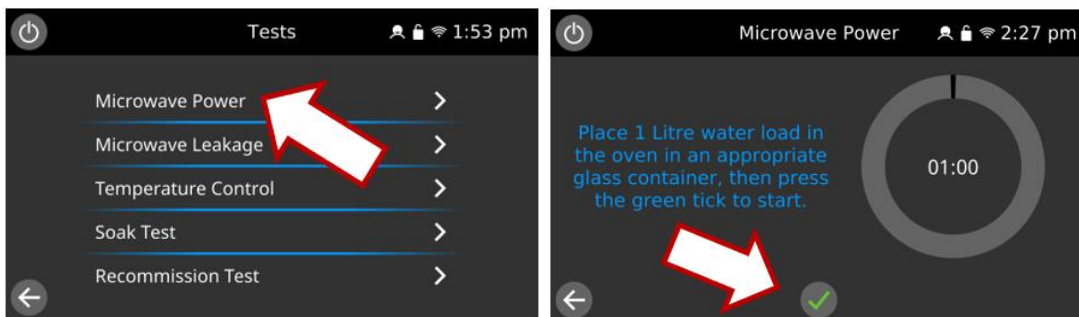 Tests 1:53 pm
Microwave Power
Microwave Leakage
Temperature Control
Soak Test
Recommission Test
Microwave Power 2:27 pm
Place 1 Litre water load in
the oven in an appropriate
glass container, then press
the green tick to start.
01:00